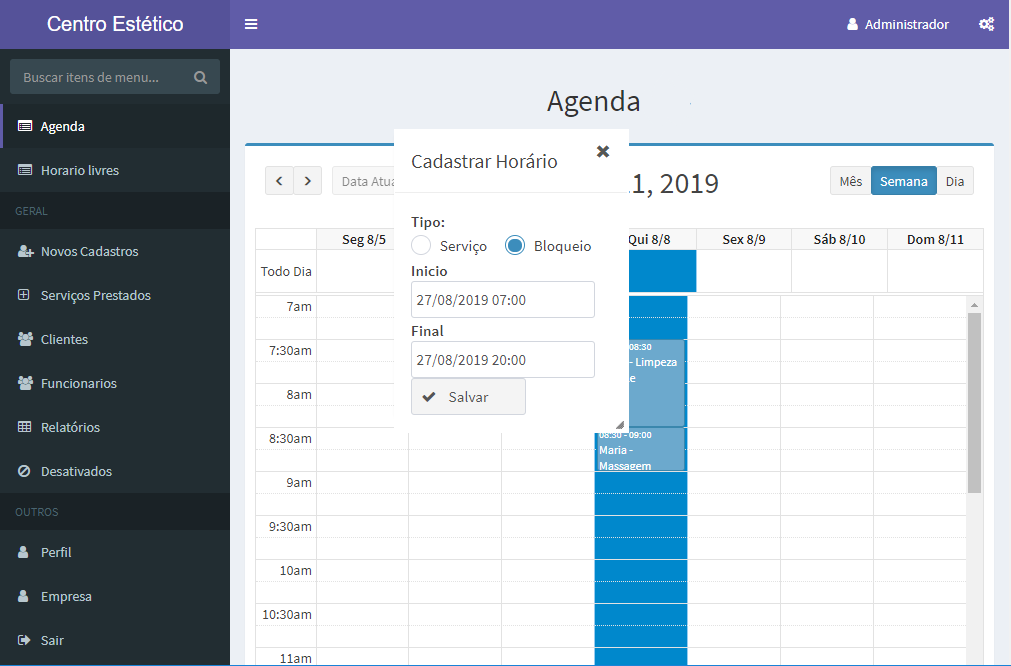 Centro Estético
Administrador
Buscar itens de menu...
Agenda
Horario livres
GERAL
Novos Cadastros
Serviços Prestados
Clientes
Funcionarios
Relatórios
Desativados
OUTROS
Perfil
Empresa
Sair
Agenda
Data Atua
1, 2019
Mês Semana Dia
Seg 8/5 Qui 8/8 Sex 8/9 Sáb 8/10 Dom 8/11
Todo Dia
7am
7:30am
8am
8:30am
9am
9:30am
10am
10:30am
11am
08:30
- Limpeza
e
08:30 - 09:00
Maria -
Massagem
Cadastrar Horário
Tipo:
Serviço Bloqueio
Inicio
27/08/2019 07:00
Final
27/08/2019 20:00
Salvar